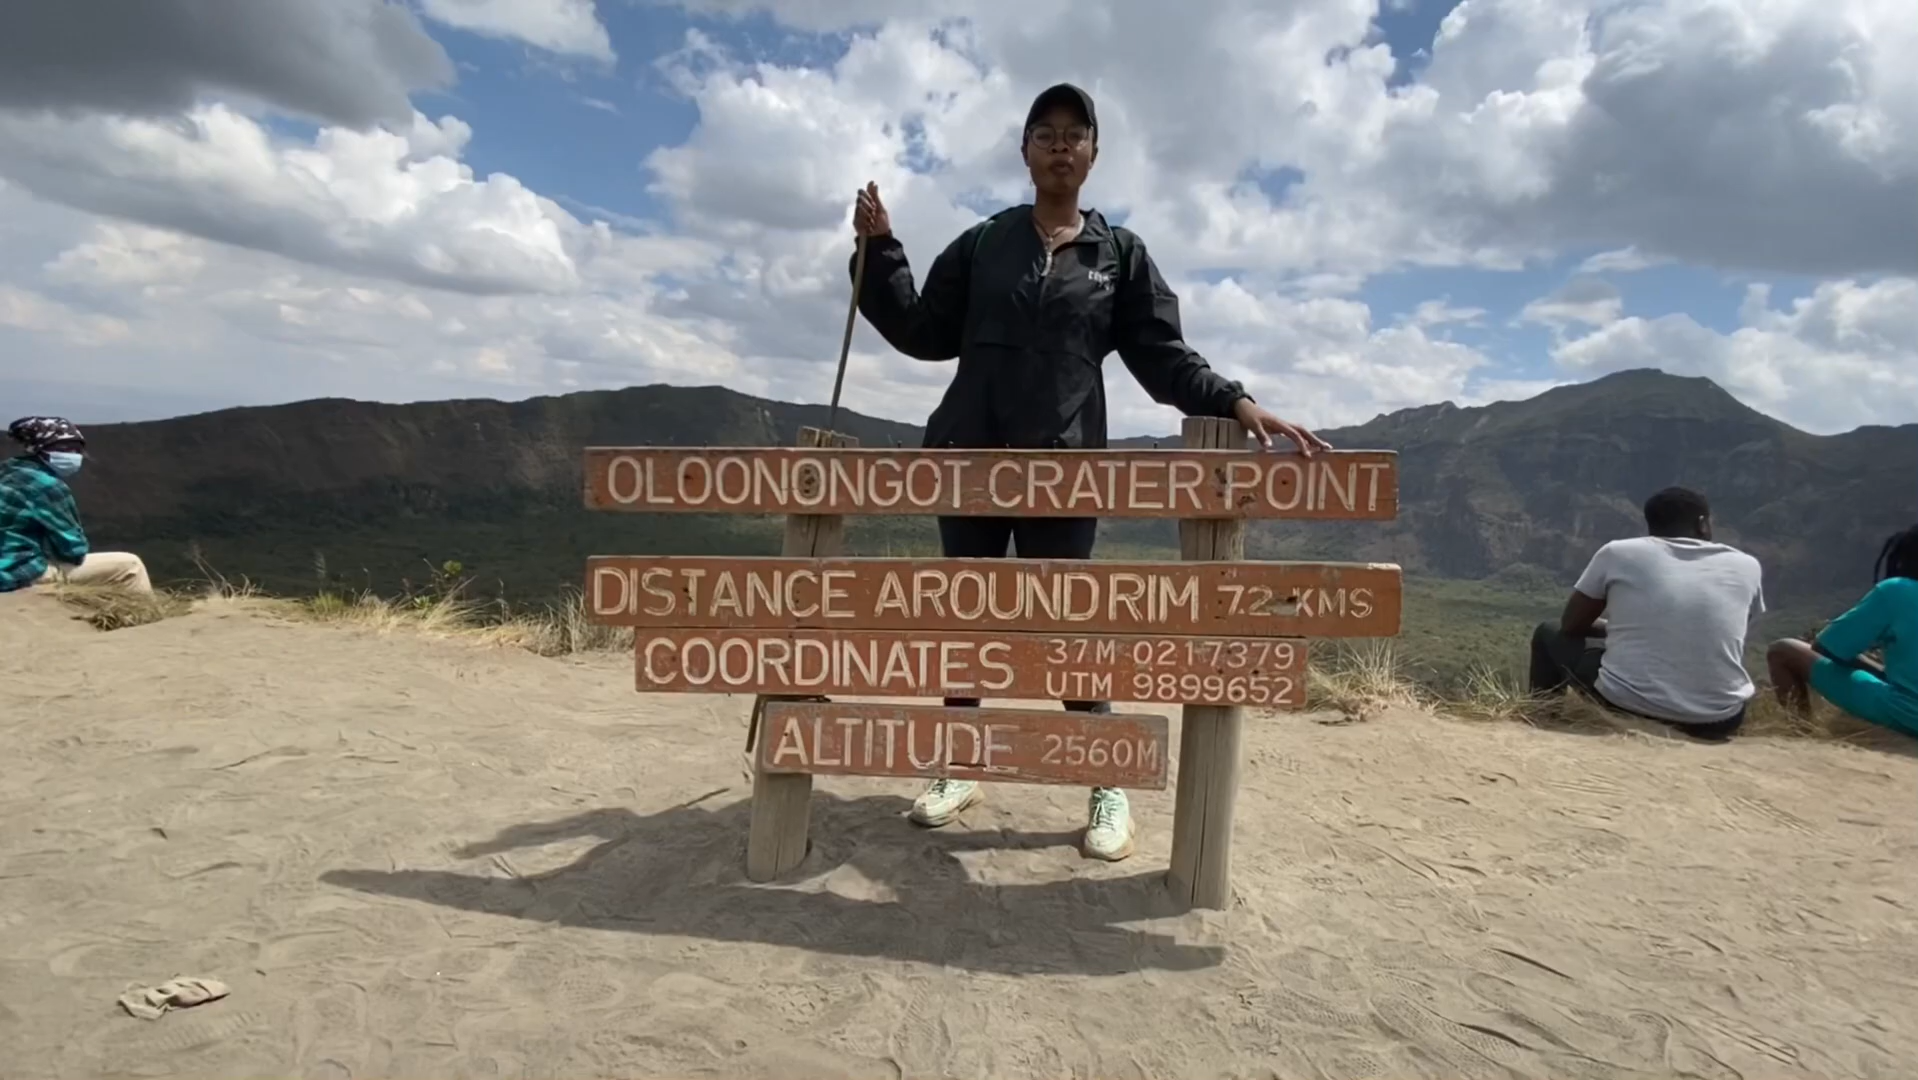 OLOONONGOT CRATER POINT
DISTANCE AROUND RIM 7.2 KMS
COORDINATES 37M 0217379
UTM 9899652
ALTITUDE 2560M